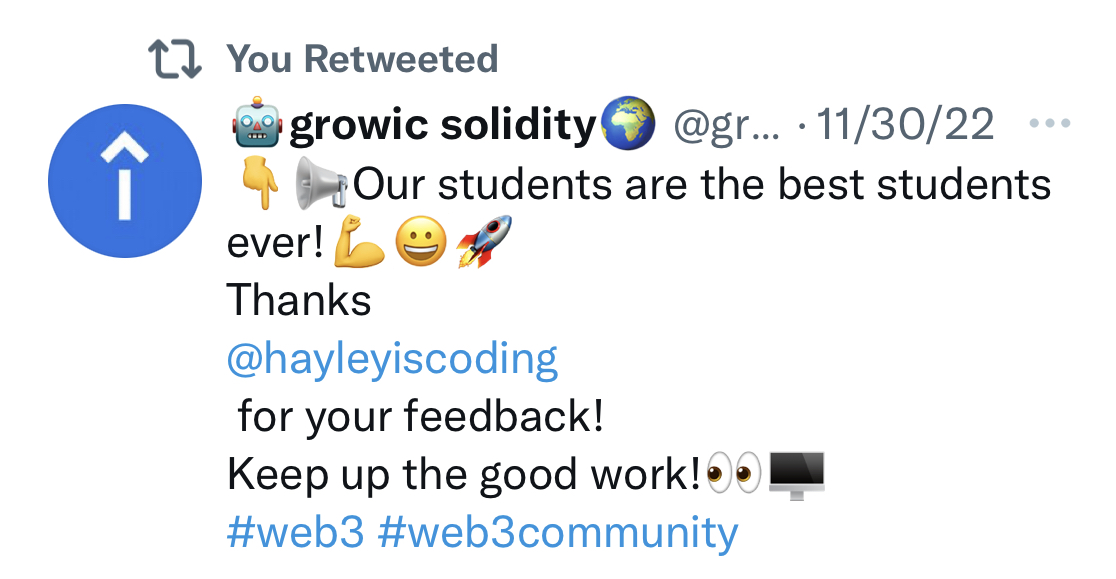 You Retweeted
🤖growic solidity🌍 @gr... · 11/30/22
👇📢Our students are the best students
ever!💪😀🚀
Thanks
@hayleyiscoding
for your feedback!
Keep up the good work!👀🖥️
#web3 #web3community